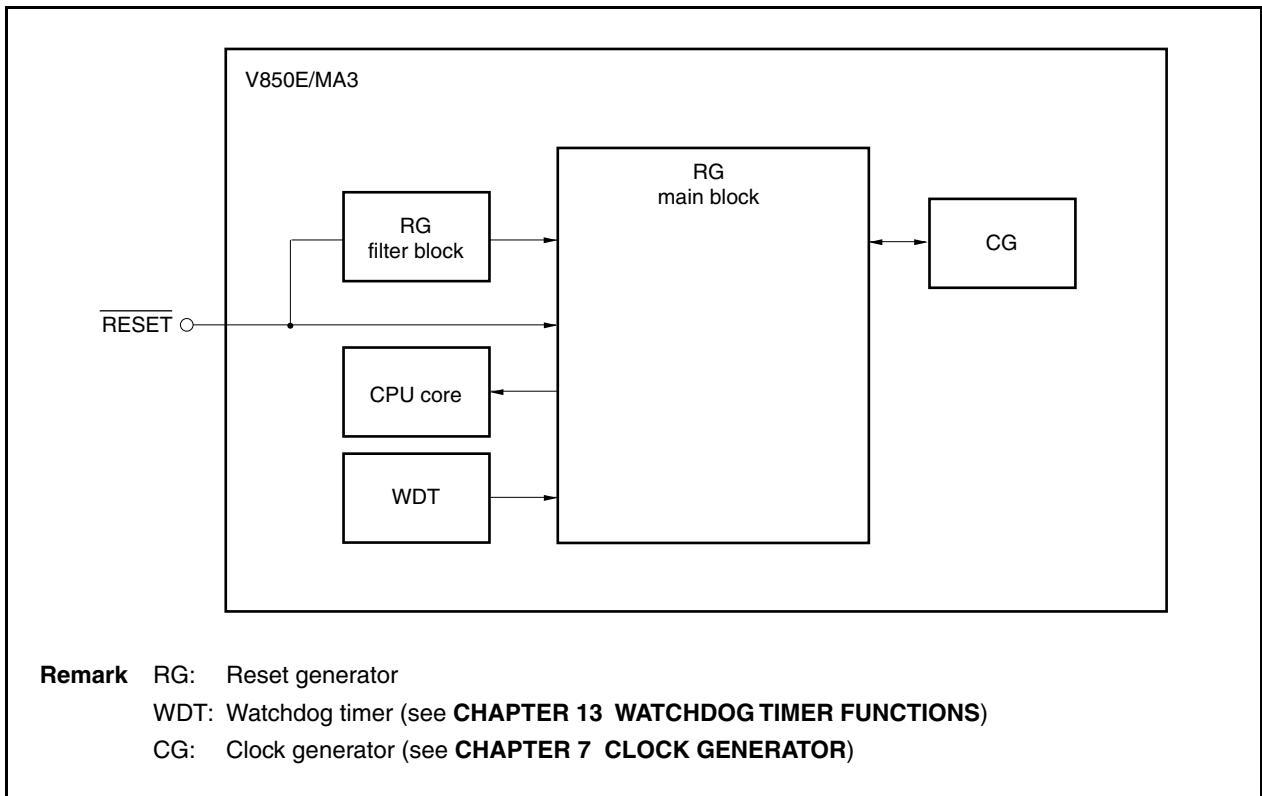 V850E/MA3
RG
main block
RG
filter block
CG
RESET
CPU core
WDT
Remark RG: Reset generator
WDT: Watchdog timer (see CHAPTER 13 WATCHDOG TIMER FUNCTIONS)
CG: Clock generator (see CHAPTER 7 CLOCK GENERATOR)